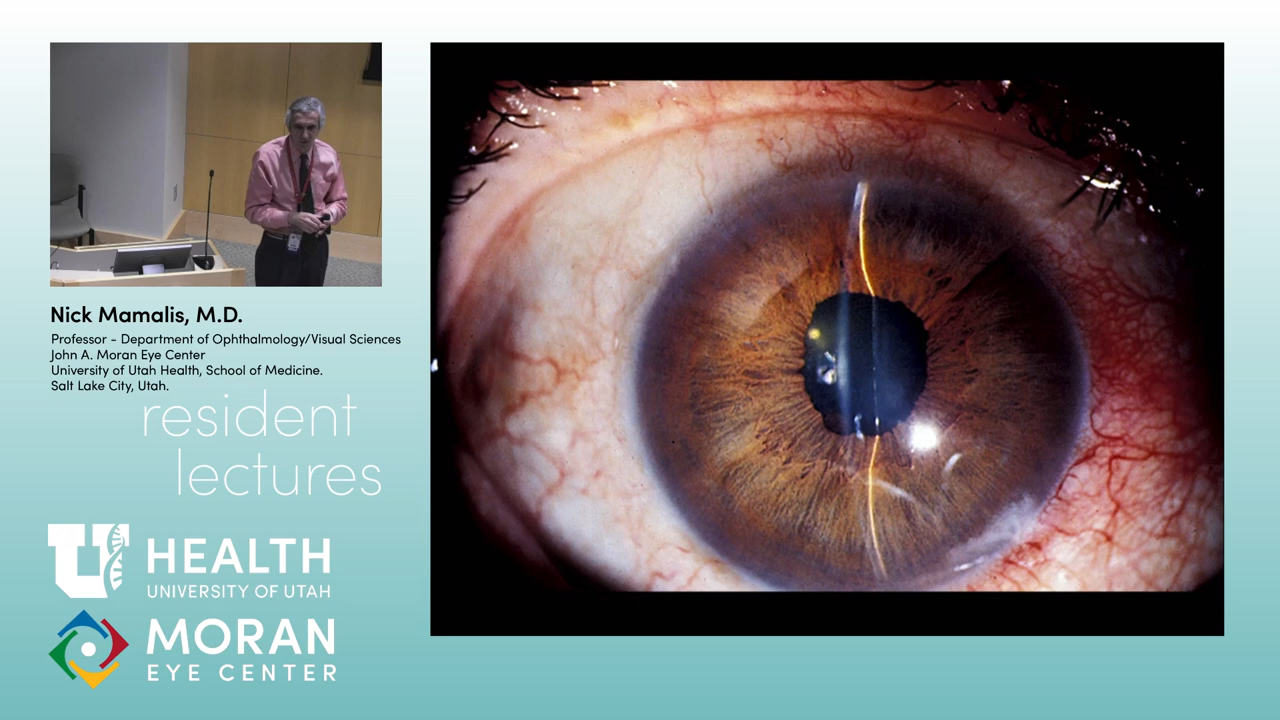 Nick Mamalis, M.D.
Professor - Department of Ophthalmology/Visual Sciences
John A. Moran Eye Center
University of Utah Health, School of Medicine.
Salt Lake City, Utah.
resident
lectures
U HEALTH
UNIVERSITY OF UTAH
MORAN
EYE CENTER